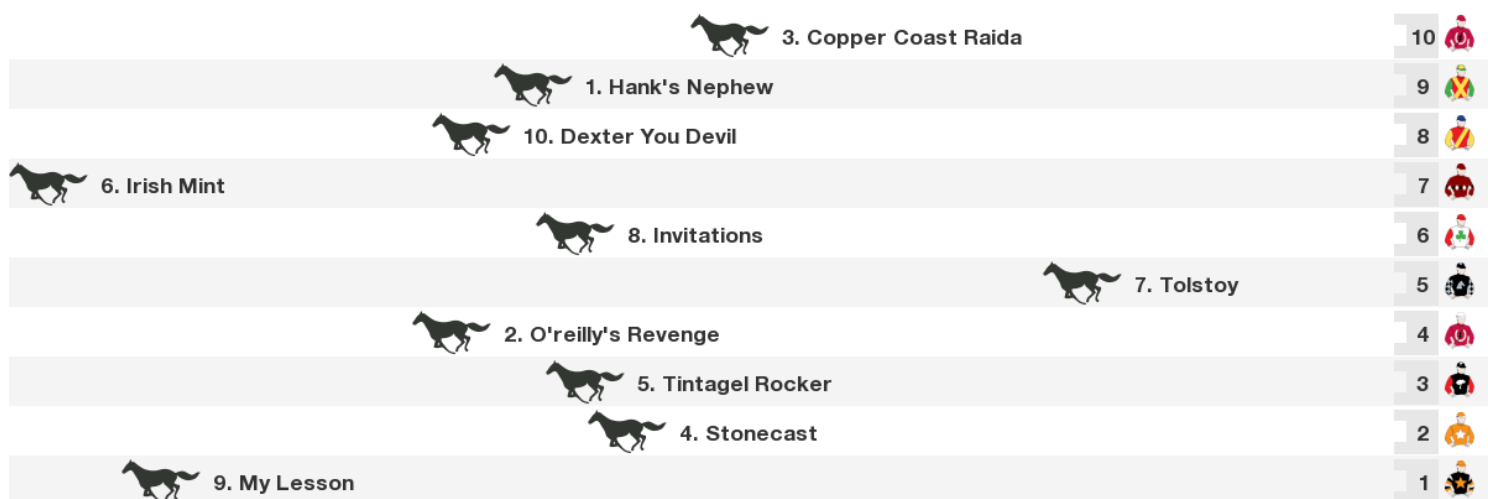 3. Copper Coast Raida 10
1. Hank's Nephew 9
10. Dexter You Devil 8
6. Irish Mint 7
8. Invitations 6
7. Tolstoy 5
2. O'reilly's Revenge 4
5. Tintagel Rocker 3
4. Stonecast 2
9. My Lesson 1